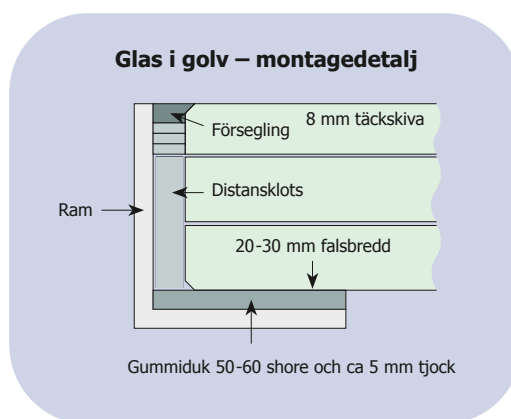 Glas i golv – montagedetalj
8 mm täckskiva
Försegling
Distansklots
Ram
20-30 mm falsbredd
Gummiduk 50-60 shore och ca 5 mm tjock